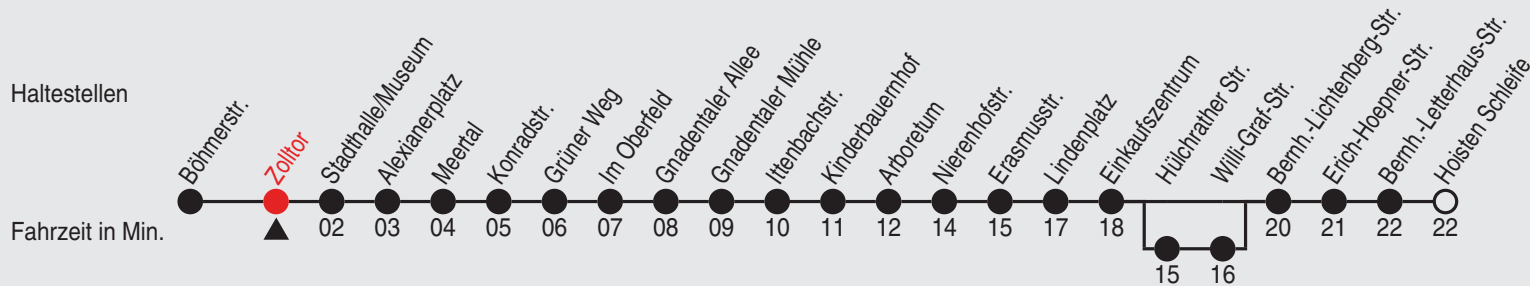 Haltestellen
Böhmerstr.
Zolltor
Stadthalle/Museum
Alexianerplatz
Meertal
Konradstr.
Grüner Weg
Im Oberfeld
Gnadentaler Allee
Gnadentaler Mühle
Ittenbachstr.
Kinderbauernhof
Arboretum
Nierenhofstr.
Erasmusstr.
Lindenplatz
Einkaufszentrum
Hülchrather Str.
Willi-Graf-Str.
Bernh.-Lichtenberg-Str.
Erich-Hoepner-Str.
Bernh.-Letterhaus-Str.
Hoisten Schleife
Fahrzeit in Min. 02 03 04 05 06 07 08 09 10 11 12 14 15 17 18 20 21 22 22
15 16